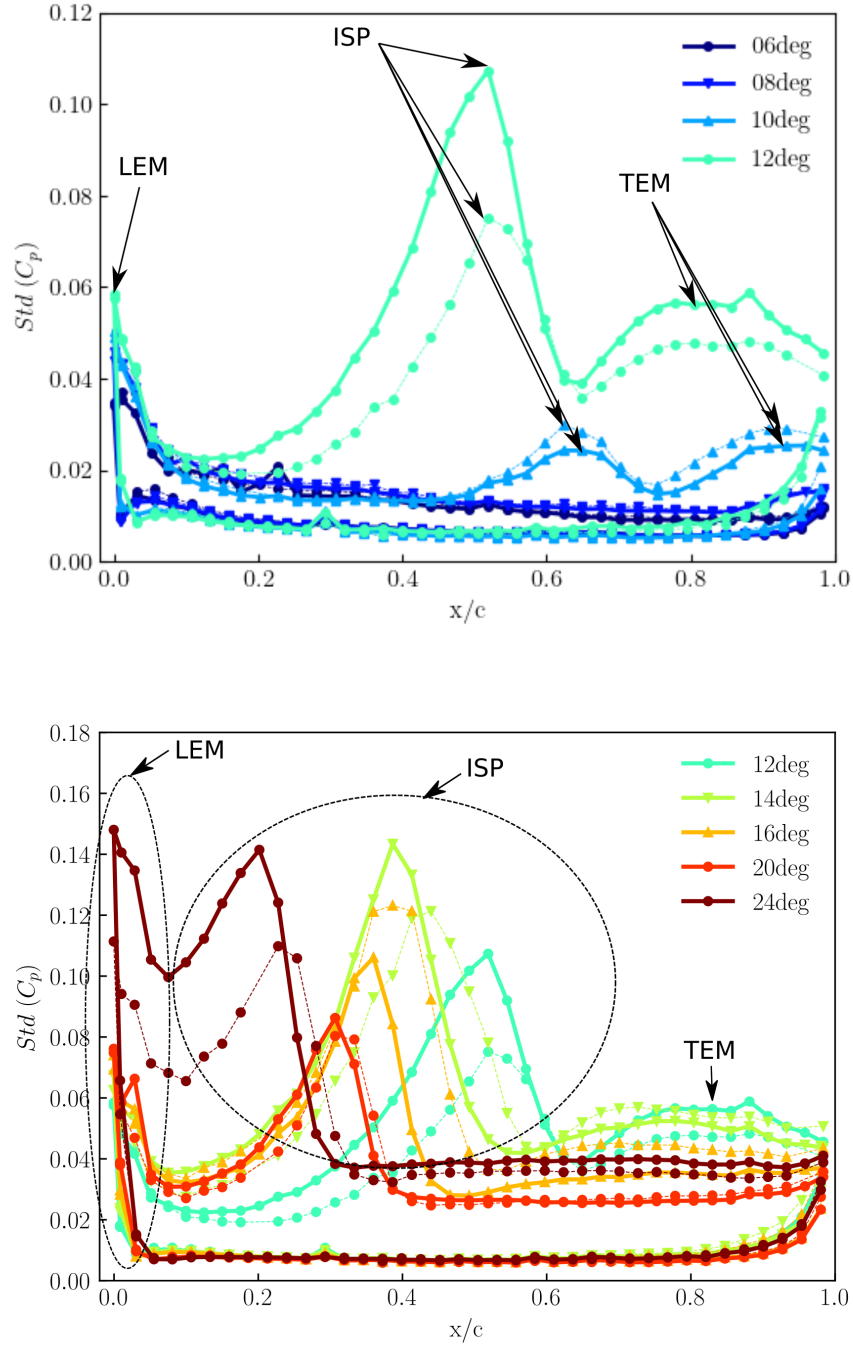 0.12
ISP
06deg
08deg
0.10
10deg
12deg
LEM
0.08
TEM
Std (C_p)
0.06
0.04
0.02
0.00
0.0 0.2 0.4 0.6 0.8 1.0
x/c
0.18
LEM
ISP
12deg
0.16
14deg
16deg
0.14
20deg
24deg
0.12
0.10
Std (C_p)
0.08
TEM
0.06
0.04
0.02
0.00
0.0 0.2 0.4 0.6 0.8 1.0
x/c